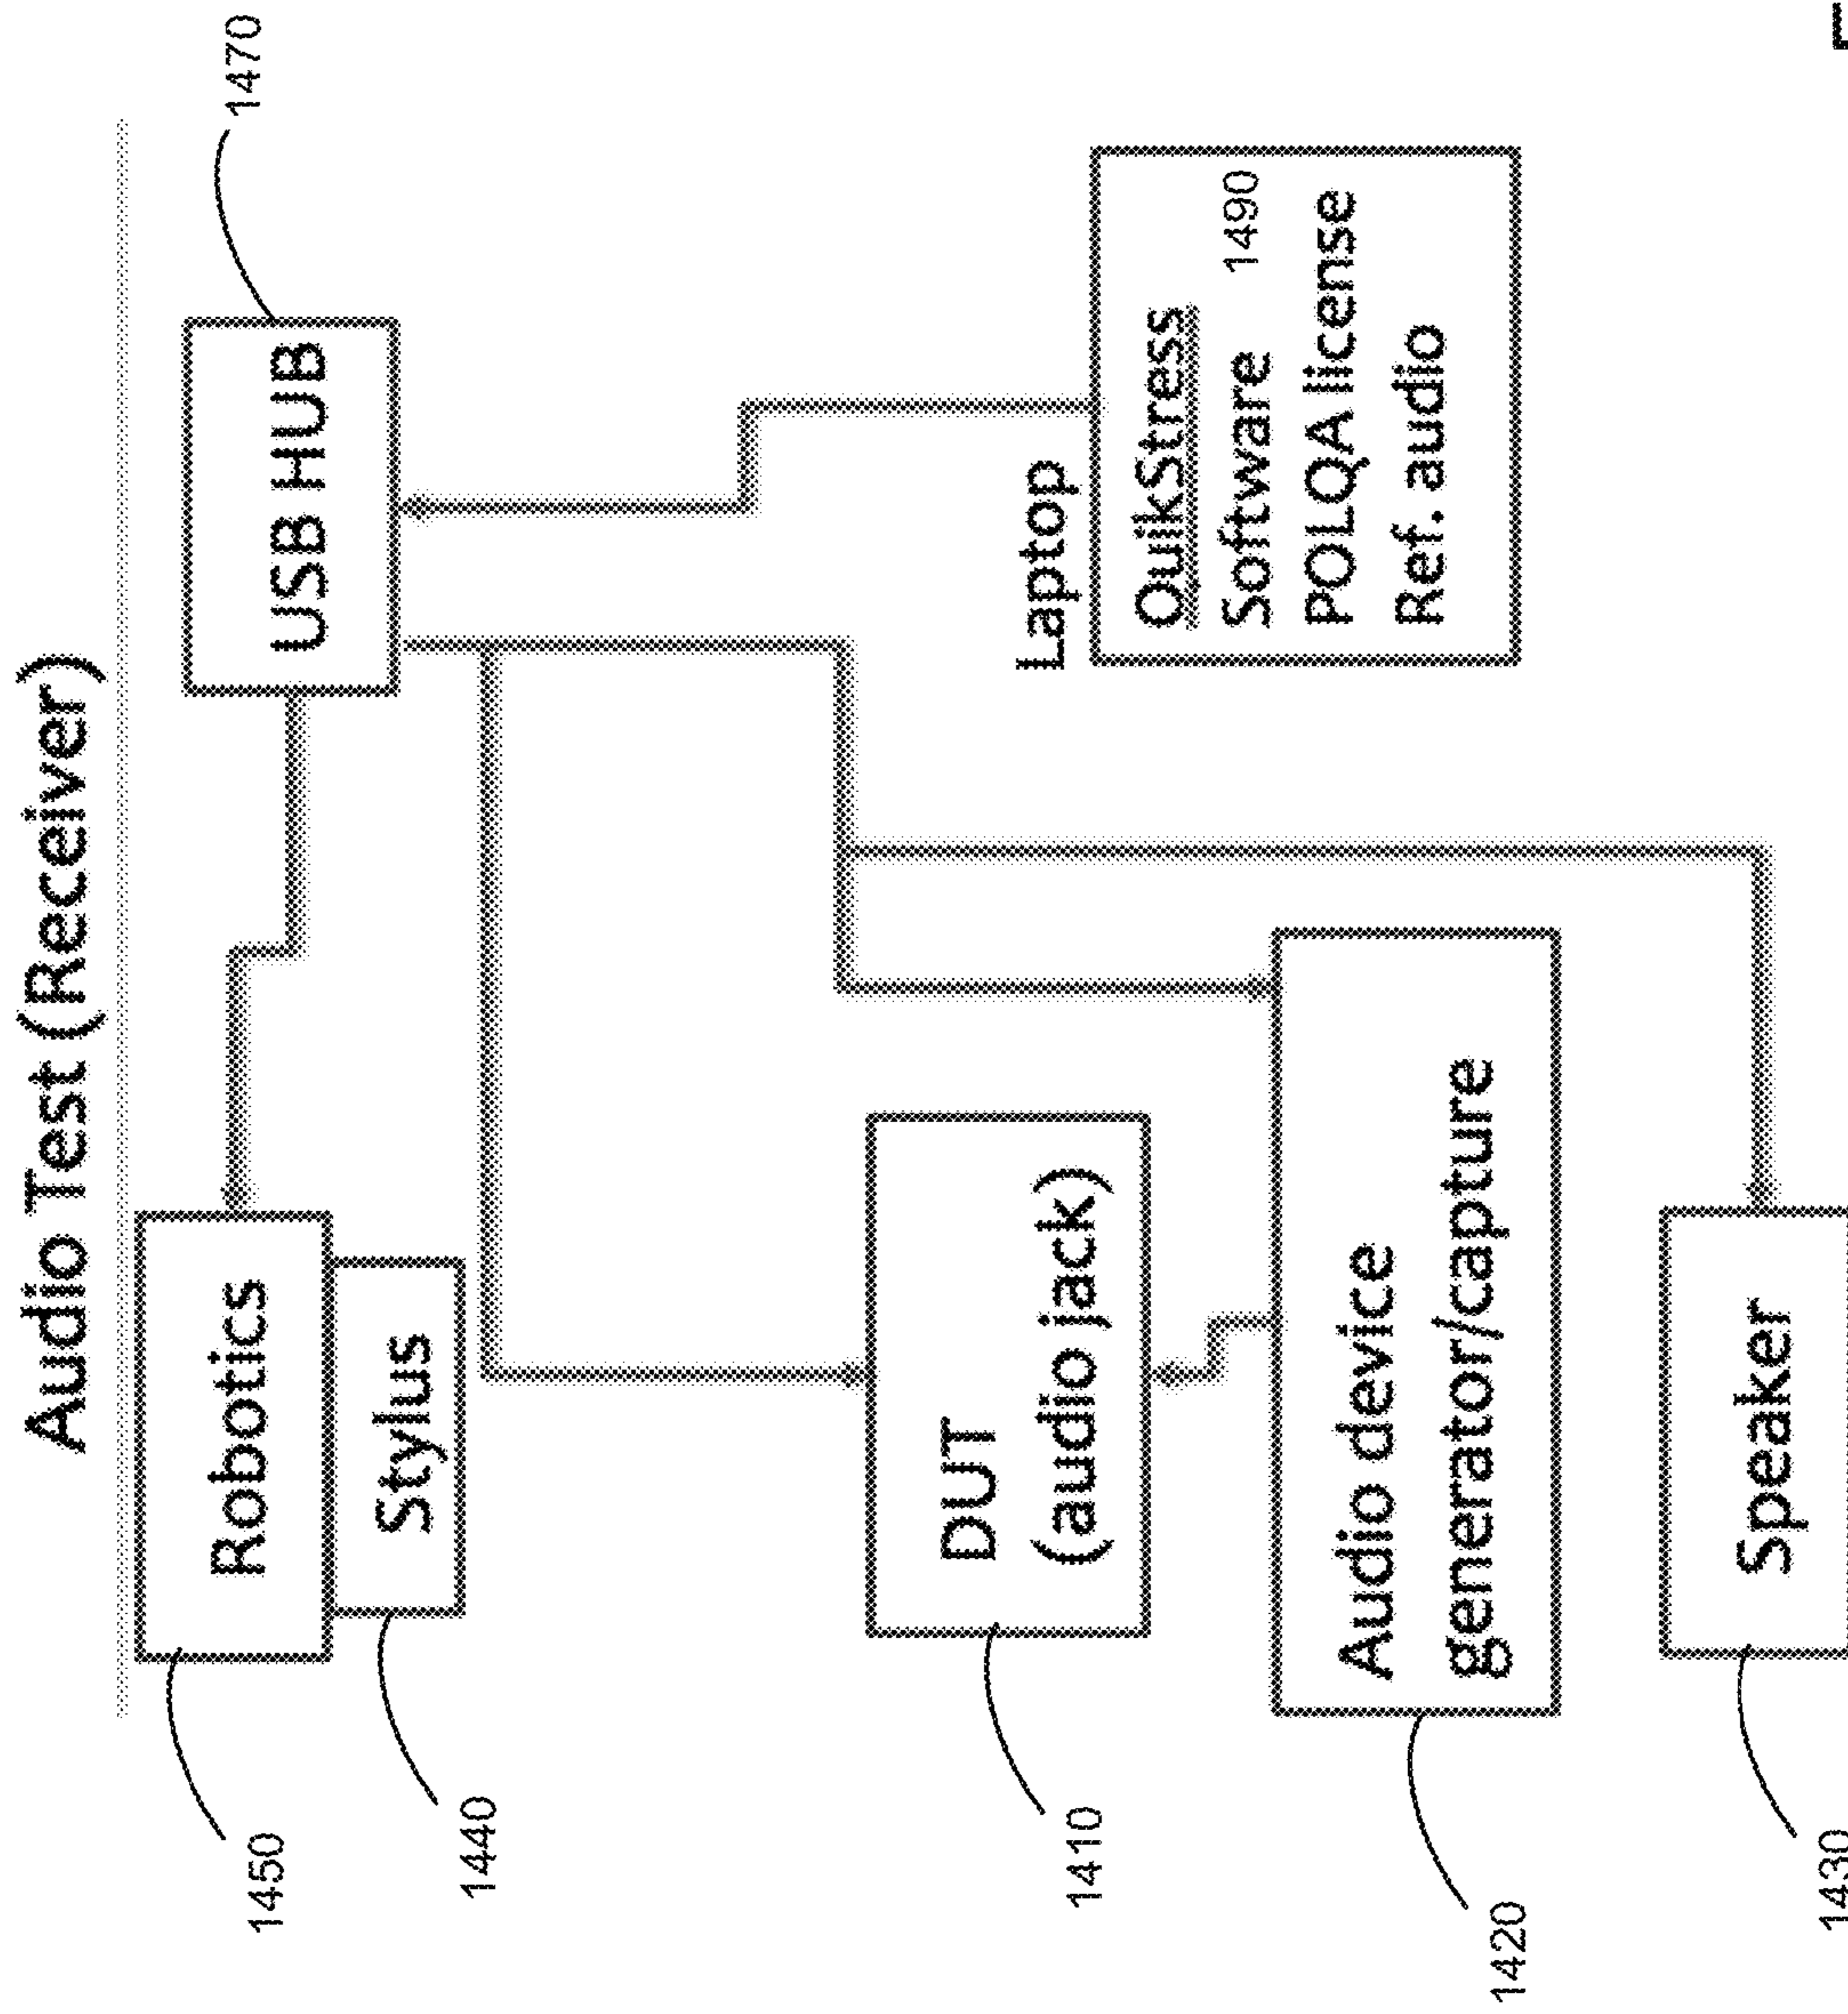 Audio Test (Receiver)
1450
Robotics
1440
Stylus
USB HUB
1470
1410
DUT
(audio jack)
Laptop
QuikStress
Software 1490
POLQA license
Ref. audio
1420
Audio device
generator/capture
1430
Speaker